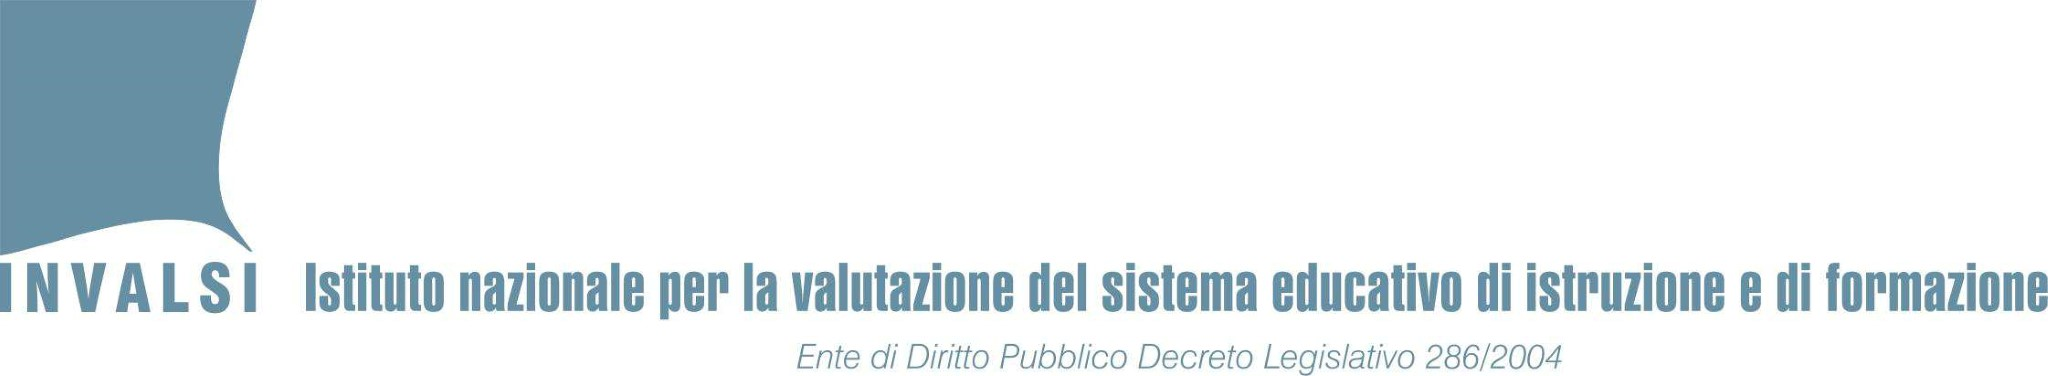 INVALSI Istituto nazionale per la valutazione del sistema educativo di istruzione e di formazione
Ente di Diritto Pubblico Decreto Legislativo 286/2004